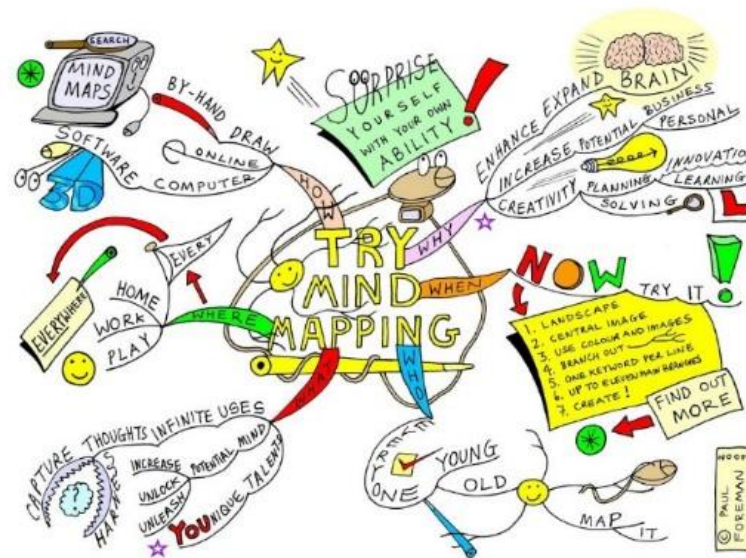 TRY
MIND
MAPPING
SURPRISE
YOURSELF
WITH YOUR OWN
ABILITY
!
WHY
ENHANCE EXPAND BRAIN
INCREASE POTENTIAL BUSINESS
PERSONAL
CREATIVITY PLANNING
INNOVATIO
LEARNING
SOLVING
WHEN
NOW
TRY IT
!
1. LANDSCAPE
2. CENTRAL IMAGE
3. USE COLOUR AND IMAGES
4. BRANCH OUT
5. ONE KEYWORD PER LINE
6. UP TO ELEVEN MAIN BRANCHES
7. CREATE!
FIND OUT
MORE
WHO
EVERYONE
YOUNG
OLD
MAP IT
WHAT
INFINITE USES
CAPTURE THOUGHTS
HARNESS
?
INCREASE POTENTIAL MIND
UNLOCK
UNLEASH
YOUNIQUE TALENTS
WHERE
EVERY
EVERYWHERE
HOME
WORK
PLAY
HOW
DRAW
BY-HAND
ONLINE
COMPUTER
SOFTWARE
3D
SEARCH
MIND
MAPS
© PAUL
FOREMAN